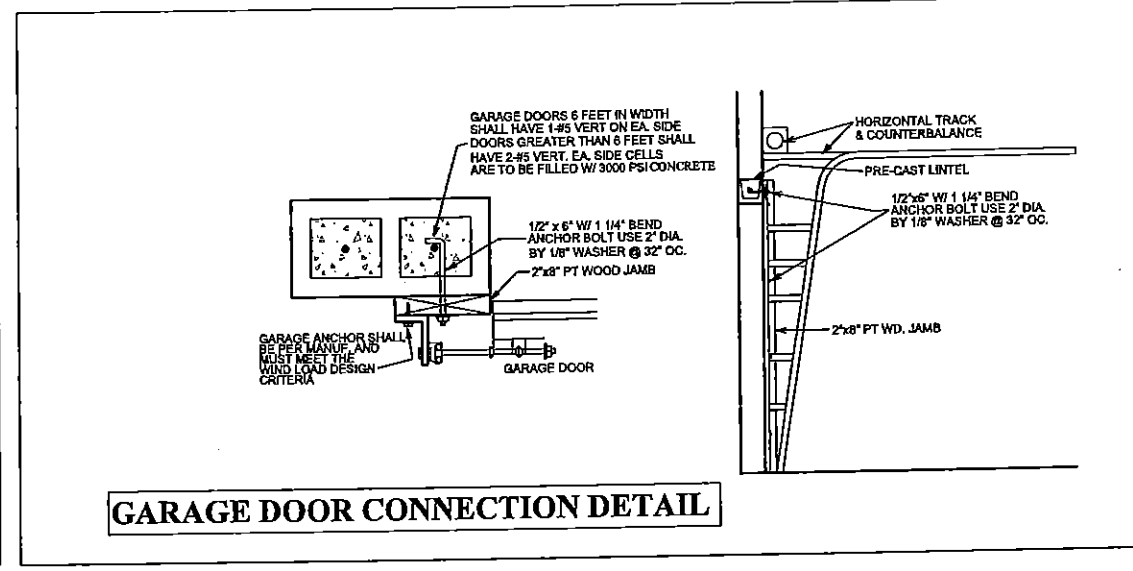 GARAGE DOORS 6 FEET IN WIDTH
SHALL HAVE 1-#5 VERT ON EA. SIDE
DOORS GREATER THAN 6 FEET SHALL
HAVE 2-#5 VERT. EA. SIDE CELLS
ARE TO BE FILLED W/ 3000 PSI CONCRETE
1/2" x 6" W/ 1 1/4" BEND
ANCHOR BOLT USE 2" DIA.
BY 1/8" WASHER @ 32" OC.
2"x8" PT WOOD JAMB
GARAGE ANCHOR SHALL
BE PER MANUF. AND
MUST MEET THE
WIND LOAD DESIGN
CRITERIA
GARAGE DOOR
HORIZONTAL TRACK
& COUNTERBALANCE
PRE-CAST LINTEL
1/2"x6" W/ 1 1/4" BEND
ANCHOR BOLT USE 2" DIA.
BY 1/8" WASHER @ 32" OC.
2"x8" PT WD. JAMB
GARAGE DOOR CONNECTION DETAIL